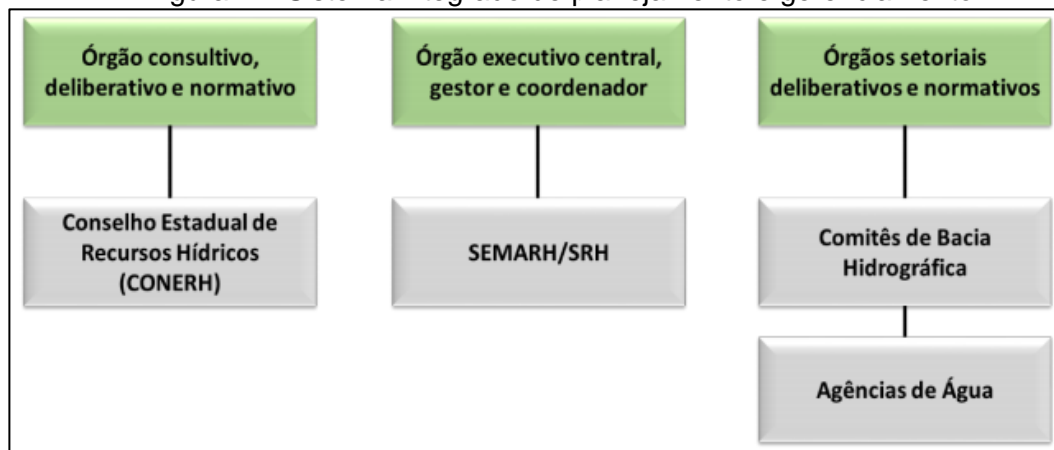 Órgão consultivo,
deliberativo e normativo
Conselho Estadual de
Recursos Hídricos
(CONERH)
Órgão executivo central,
gestor e coordenador
SEMARH/SRH
Órgãos setoriais
deliberativos e normativos
Comitês de Bacia
Hidrográfica
Agências de Água